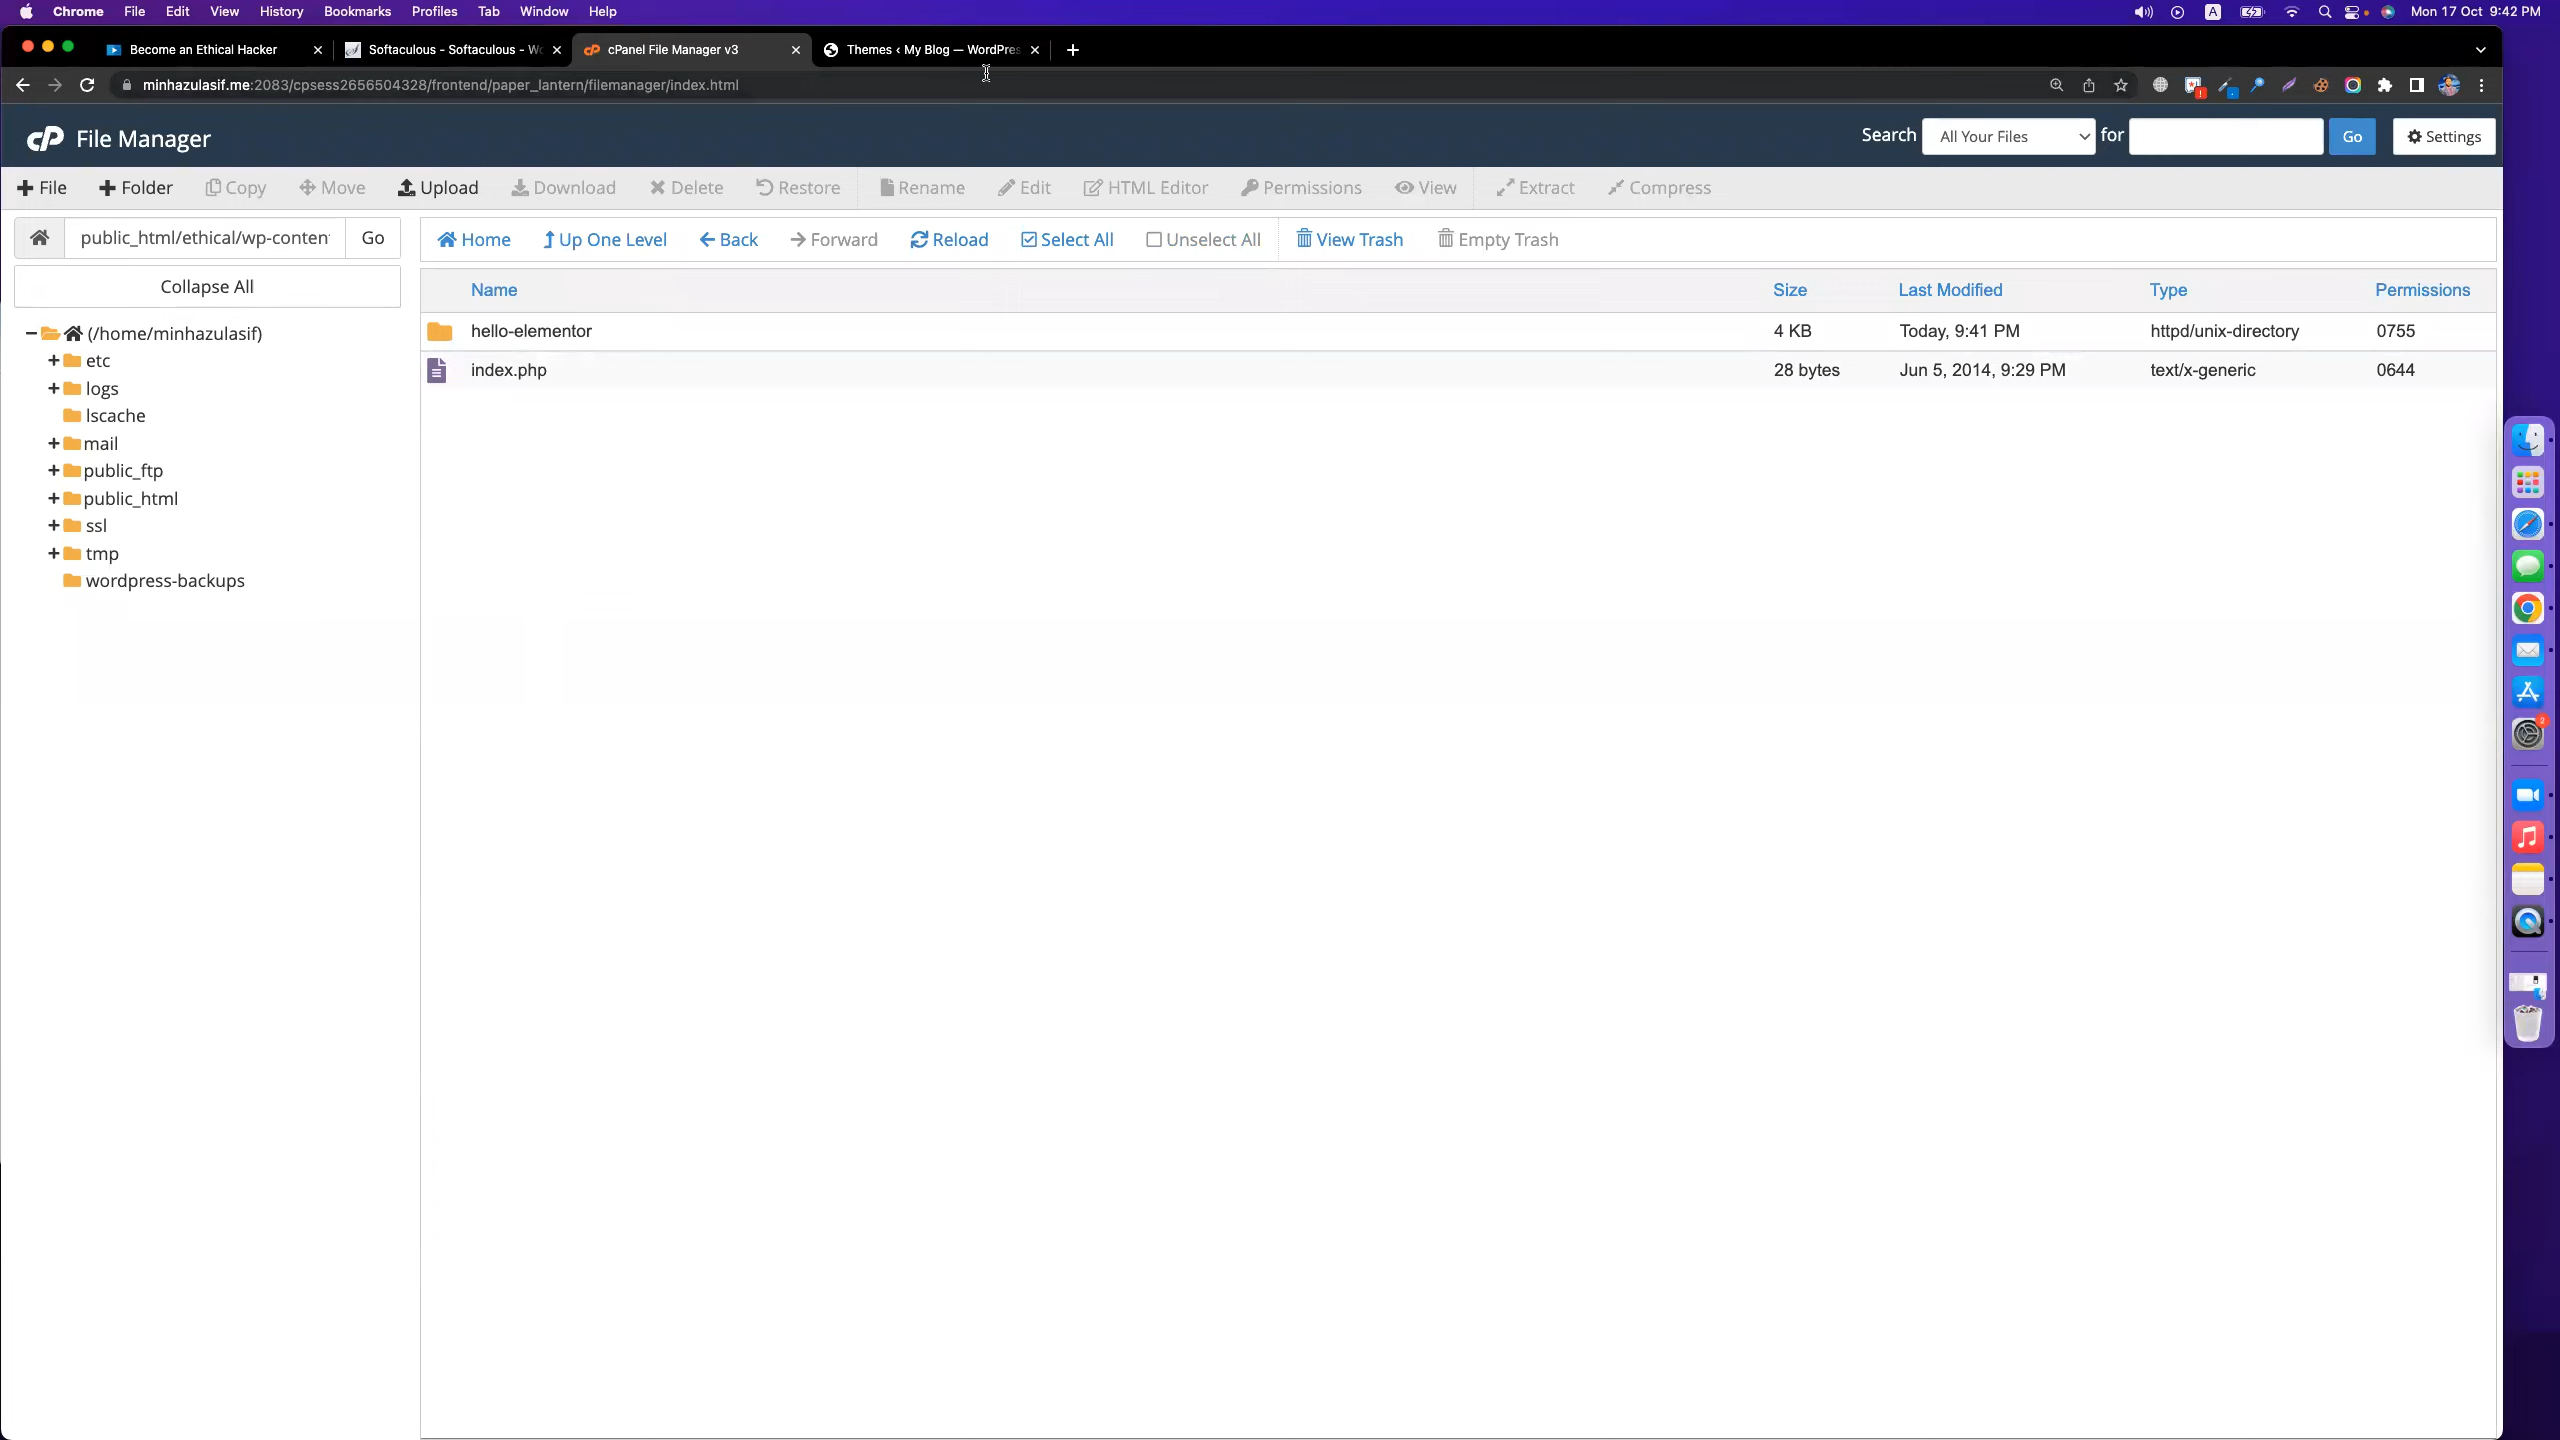 Chrome File Edit View History Bookmarks Profiles Tab Window Help A Mon 17 Oct 9:42 PM
Become an Ethical Hacker Softaculous - Softaculous - Wo cPanel File Manager v3 Themes ‹ My Blog — WordPres
minhazulasif.me:2083/cpsess2656504328/frontend/paper_lantern/filemanager/index.html
cP File Manager Search All Your Files for Go Settings
File Folder Copy Move Upload Download Delete Restore Rename Edit HTML Editor Permissions View Extract Compress
public_html/ethical/wp-conten Go Home Up One Level Back Forward Reload Select All Unselect All View Trash Empty Trash
Collapse All
Name Size Last Modified Type Permissions
hello-elementor 4 KB Today, 9:41 PM httpd/unix-directory 0755
index.php 28 bytes Jun 5, 2014, 9:29 PM text/x-generic 0644
(/home/minhazulasif)
etc
logs
lscache
mail
public_ftp
public_html
ssl
tmp
wordpress-backups
2